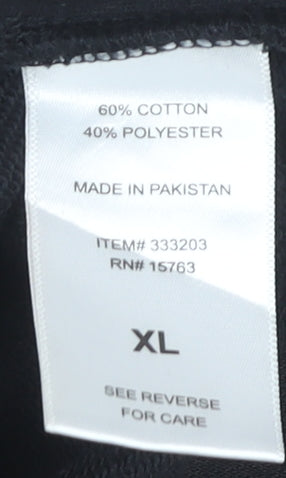 60% COTTON
40% POLYESTER
MADE IN PAKISTAN
ITEM# 333203
RN# 15763
XL
SEE REVERSE
FOR CARE